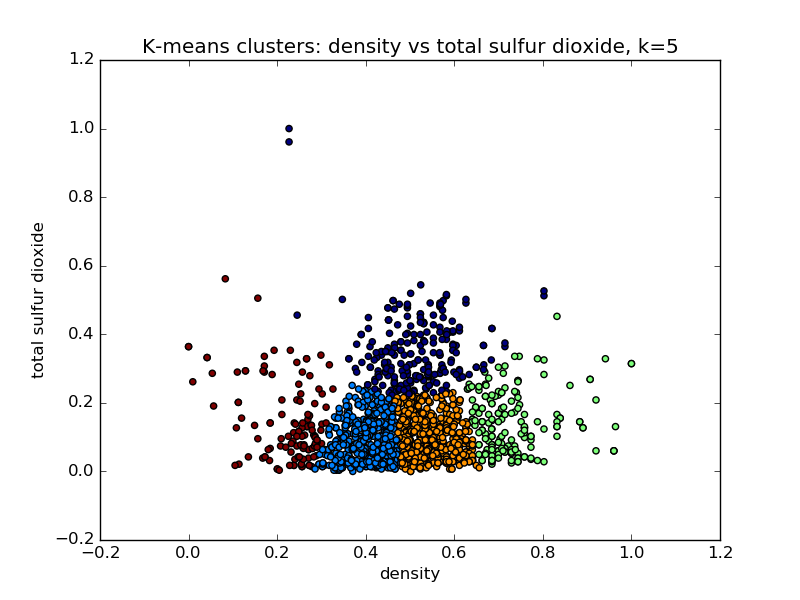 K-means clusters: density vs total sulfur dioxide, k=5
1.2
1.0
0.8
0.6
0.4
0.2
0.0
−0.2
total sulfur dioxide
−0.2 0.0 0.2 0.4 0.6 0.8 1.0 1.2
density